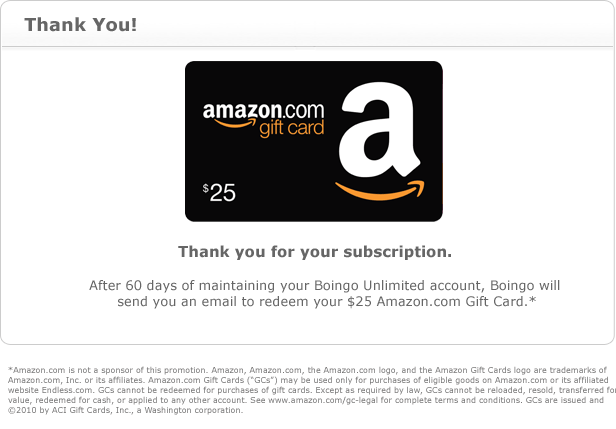 Thank You!
amazon.com
gift card
$25
a
Thank you for your subscription.
After 60 days of maintaining your Boingo Unlimited account, Boingo will
send you an email to redeem your $25 Amazon.com Gift Card.*
*Amazon.com is not a sponsor of this promotion. Amazon, Amazon.com, the Amazon.com logo, and the Amazon Gift Cards logo are trademarks of
Amazon.com, Inc. or its affiliates. Amazon.com Gift Cards ("GCs") may be used only for purchases of eligible goods on Amazon.com or its affiliated
website Endless.com. GCs cannot be redeemed for purchases of gift cards. Except as required by law, GCs cannot be reloaded, resold, transferred for
value, redeemed for cash, or applied to any other account. See www.amazon.com/gc-legal for complete terms and conditions. GCs are issued and
©2010 by ACI Gift Cards, Inc., a Washington corporation.